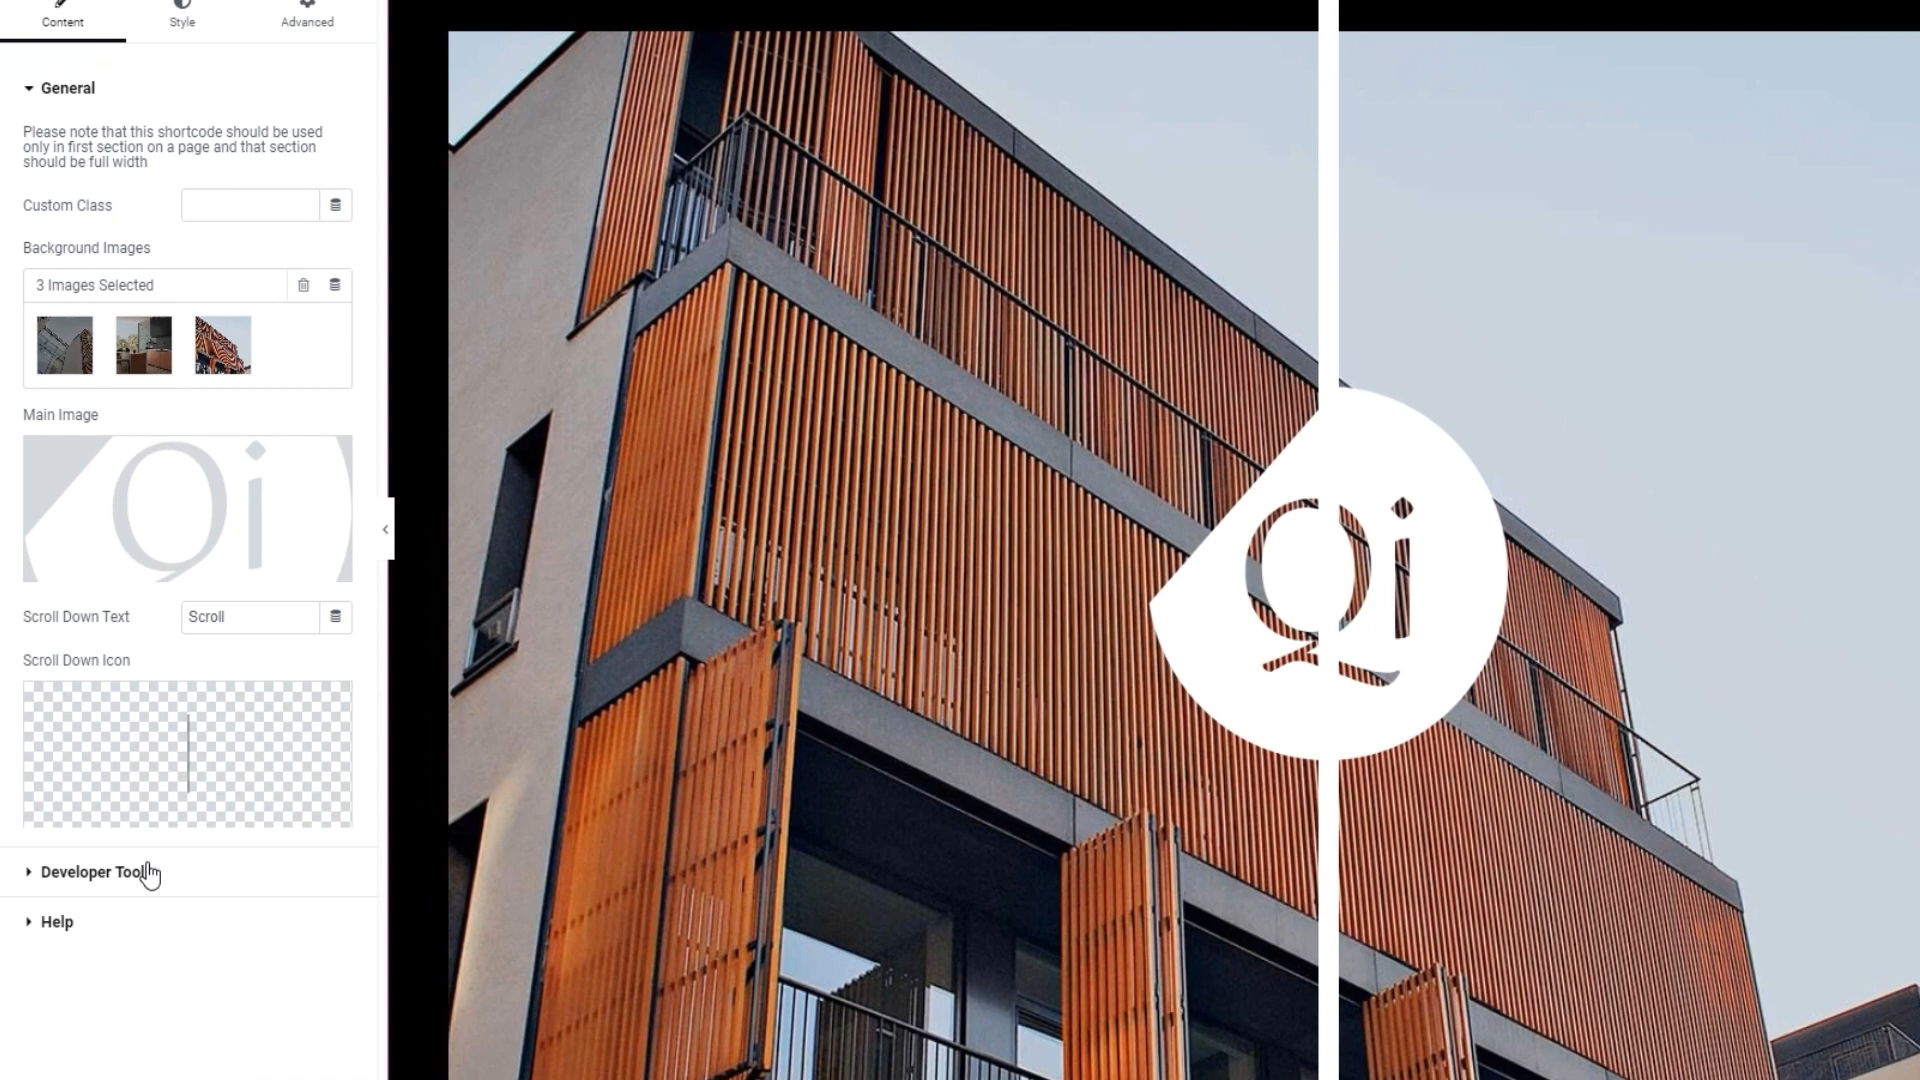 Content
Style
Advanced
General
Please note that this shortcode should be used
only in first section on a page and that section
should be full width
Custom Class
Background Images
3 Images Selected
Main Image
Qi
Scroll Down Text
Scroll
Scroll Down Icon
Developer Tool
Help
Qi